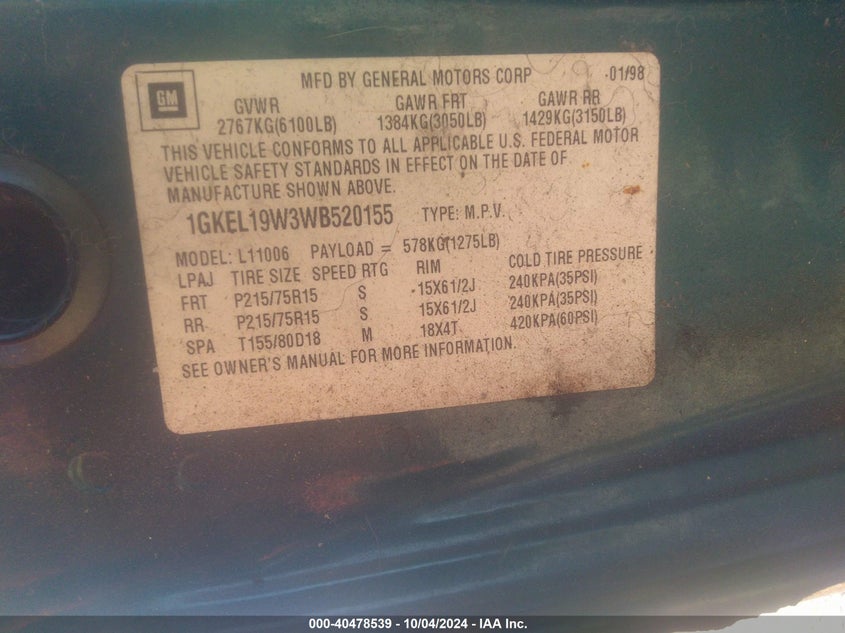 MFD BY GENERAL MOTORS CORP 01/98
GM
GVWR GAWR FRT GAWR RR
2767KG(6100LB) 1384KG(3050LB) 1429KG(3150LB)
THIS VEHICLE CONFORMS TO ALL APPLICABLE U.S. FEDERAL MOTOR
VEHICLE SAFETY STANDARDS IN EFFECT ON THE DATE OF
MANUFACTURE SHOWN ABOVE.
1GKEL19W3WB520155 TYPE: M.P.V.
MODEL: L11006 PAYLOAD = 578KG(1275LB)
LPAJ TIRE SIZE SPEED RTG RIM COLD TIRE PRESSURE
FRT P215/75R15 S 15X61/2J 240KPA(35PSI)
RR P215/75R15 S 15X61/2J 240KPA(35PSI)
SPA T155/80D18 M 18X4T 420KPA(60PSI)
SEE OWNER'S MANUAL FOR MORE INFORMATION.
000-40478539 - 10/04/2024 - IAA Inc.